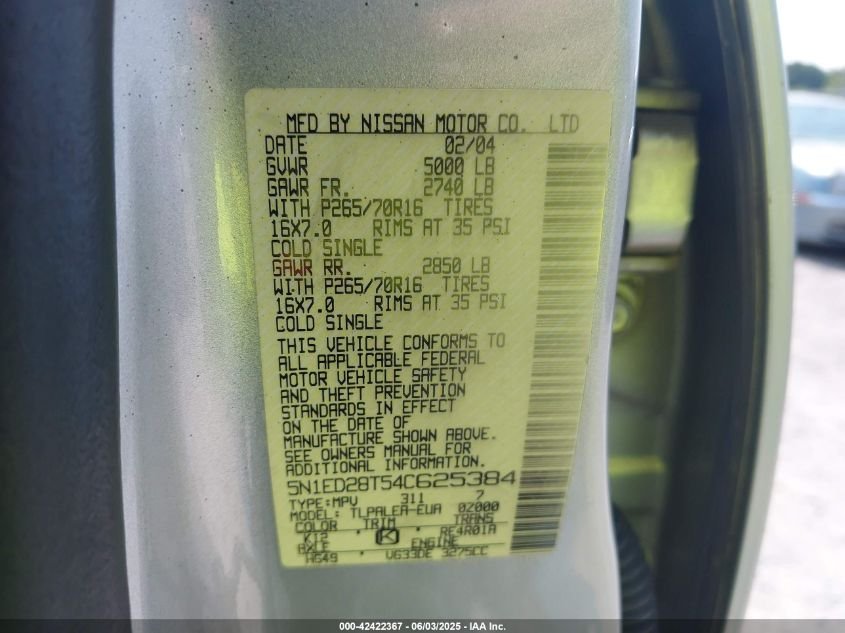 MFD BY NISSAN MOTOR CO. LTD
DATE 02/04
GVWR 5000 LB
GAWR FR. 2740 LB
WITH P265/70R16 TIRES
16X7.0 RIMS AT 35 PSI
COLD SINGLE
GAWR RR. 2850 LB
WITH P265/70R16 TIRES
16X7.0 RIMS AT 35 PSI
COLD SINGLE
THIS VEHICLE CONFORMS TO
ALL APPLICABLE FEDERAL
MOTOR VEHICLE SAFETY
AND THEFT PREVENTION
STANDARDS IN EFFECT
ON THE DATE OF
MANUFACTURE SHOWN ABOVE.
SEE OWNERS MANUAL FOR
ADDITIONAL INFORMATION.
5N1ED28T54C625384
TYPE:MPV 311 7
MODEL: TLPALEA-EUA 0Z000
COLOR TRIM TRANS
K12 K RE4R01A
AXLE ENGINE
HG49 VG33DE 3275CC
000-42422367 - 06/03/2025 - IAA Inc.